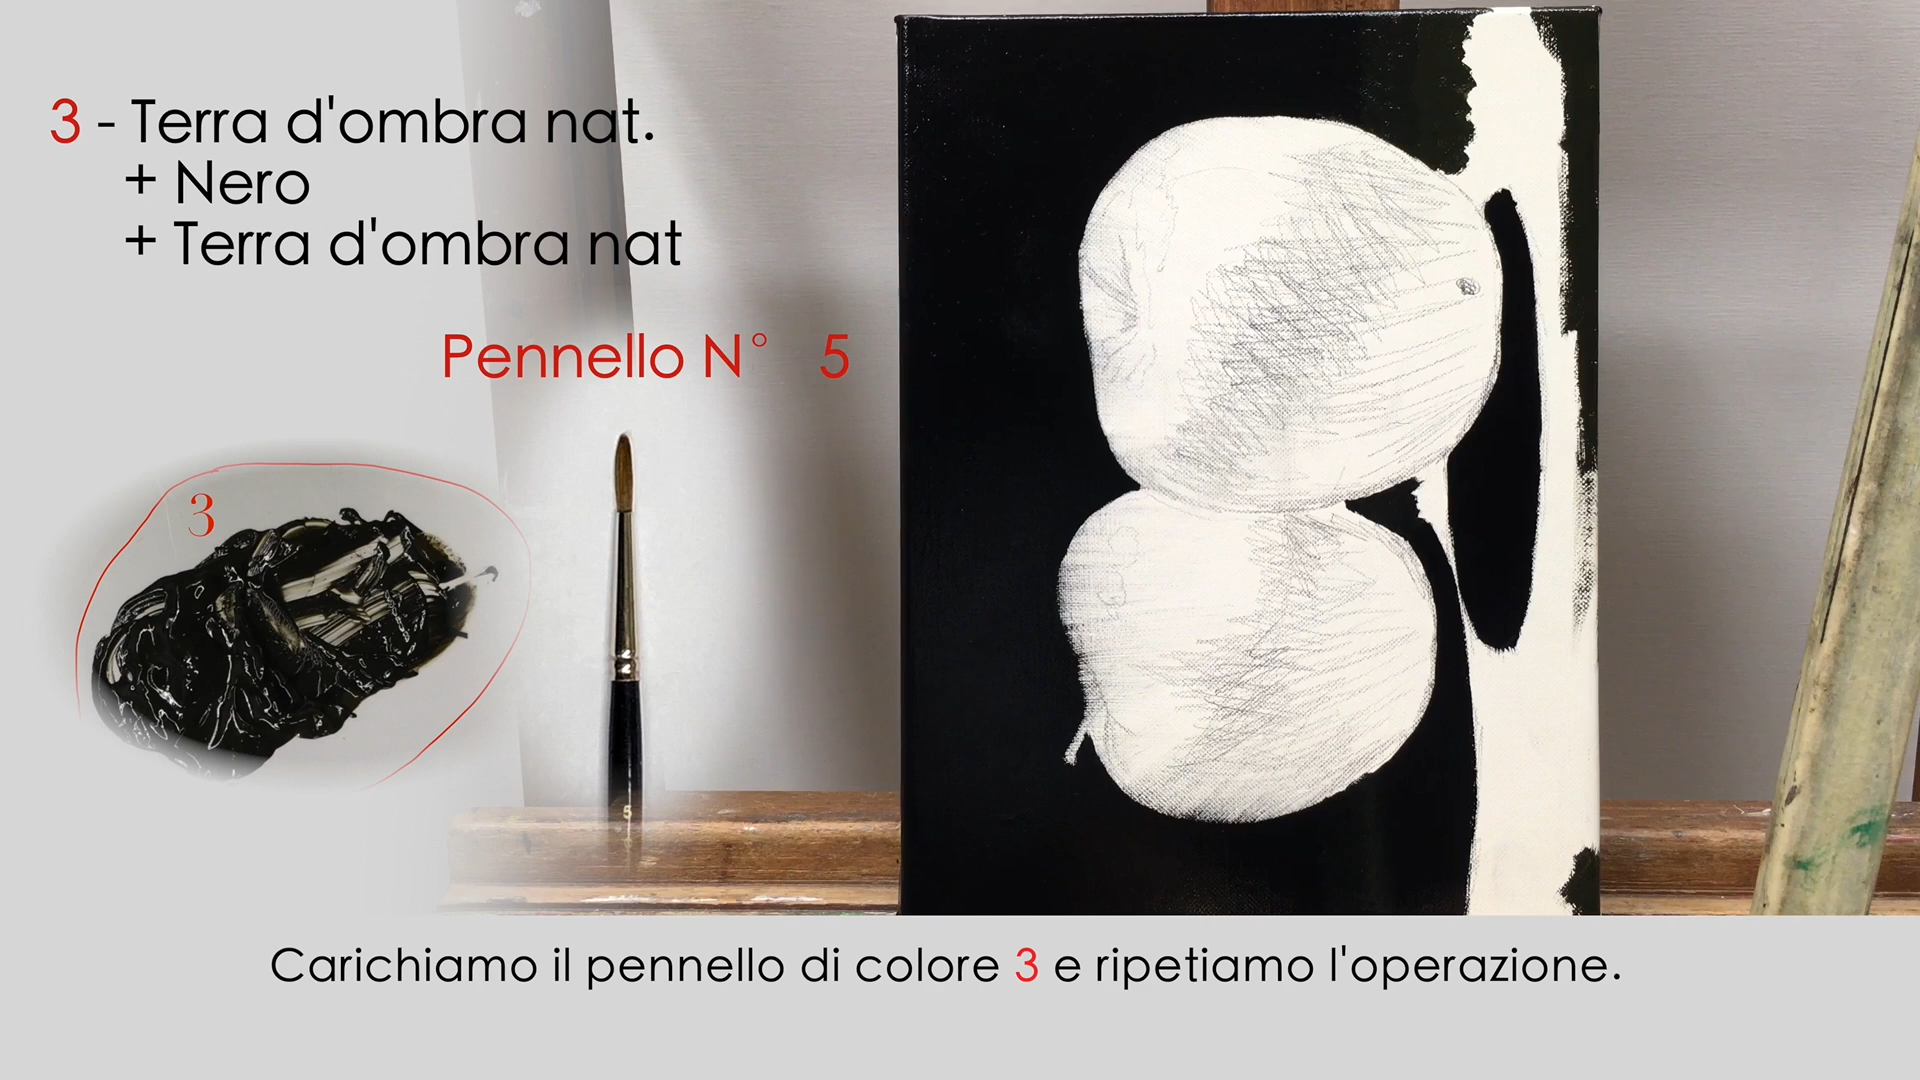 3 - Terra d'ombra nat.
+ Nero
+ Terra d'ombra nat
Pennello N° 5
3
5
Carichiamo il pennello di colore 3 e ripetiamo l'operazione.